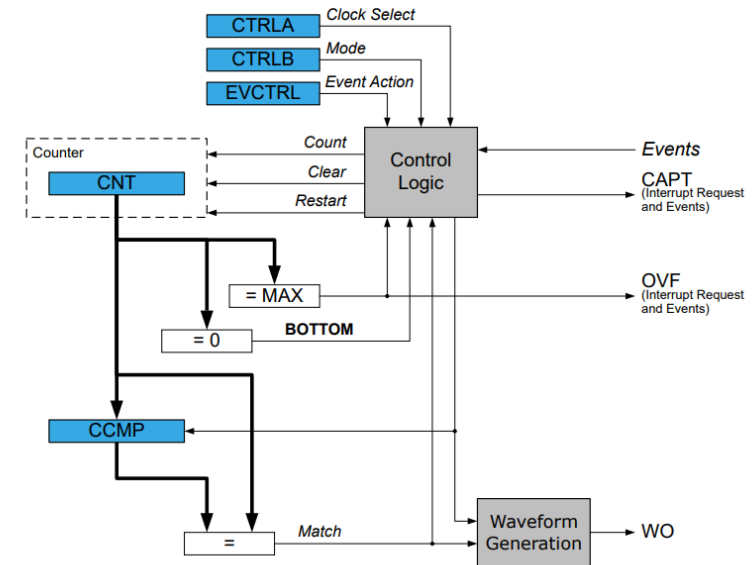 CTRLA
Clock Select
CTRLB
Mode
EVCTRL
Event Action
Counter
CNT
Count
Clear
Restart
Control
Logic
Events
CAPT
(Interrupt Request
and Events)
= MAX
OVF
(Interrupt Request
and Events)
= 0
BOTTOM
CCMP
=
Match
Waveform
Generation
WO